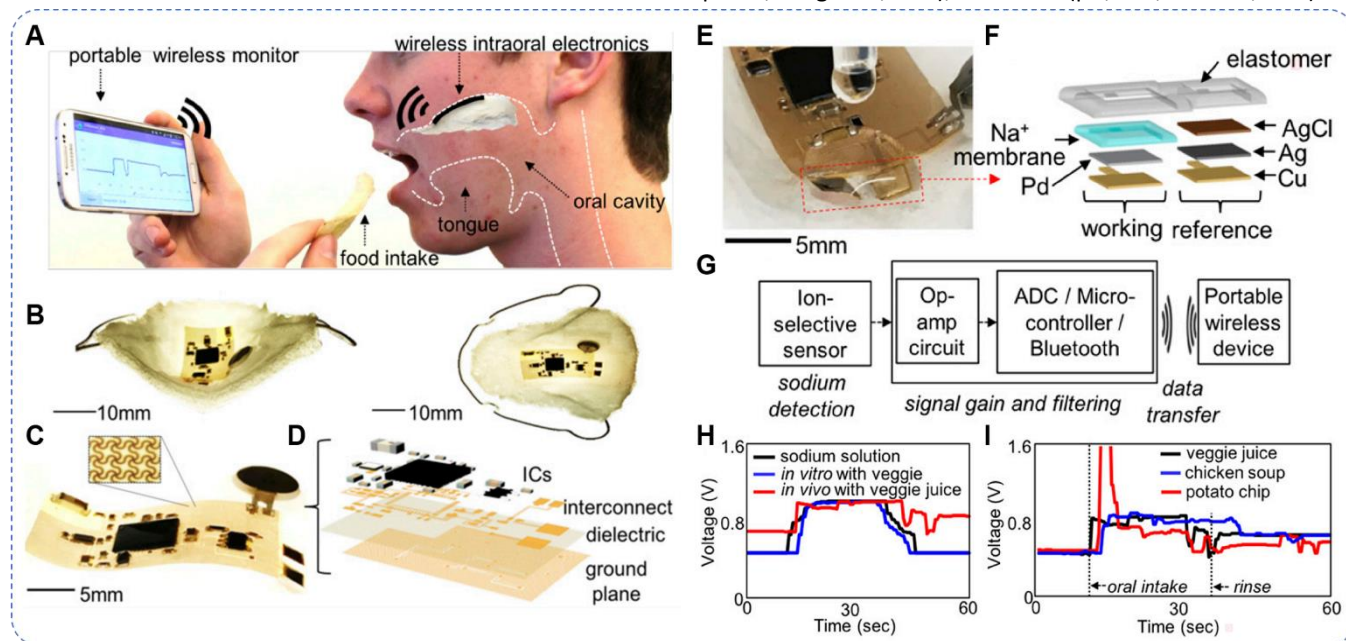 A
portable wireless monitor
wireless intraoral electronics
oral cavity
tongue
food intake
B
10mm
10mm
C
5mm
D
ICs
interconnect
dielectric
ground
plane
E
5mm
F
elastomer
Na+
membrane
Pd
AgCl
Ag
Cu
working reference
G
Ion-
selective
sensor
Op-
amp
circuit
ADC / Micro-
controller /
Bluetooth
Portable
wireless
device
sodium
detection
signal gain and filtering
data
transfer
H
1.6
0.8
0
Voltage (V)
sodium solution
in vitro with veggie
in vivo with veggie juice
0
30
60
Time (sec)
I
1.6
0.8
0
Voltage (V)
veggie juice
chicken soup
potato chip
oral intake
rinse
0
30
60
Time (sec)